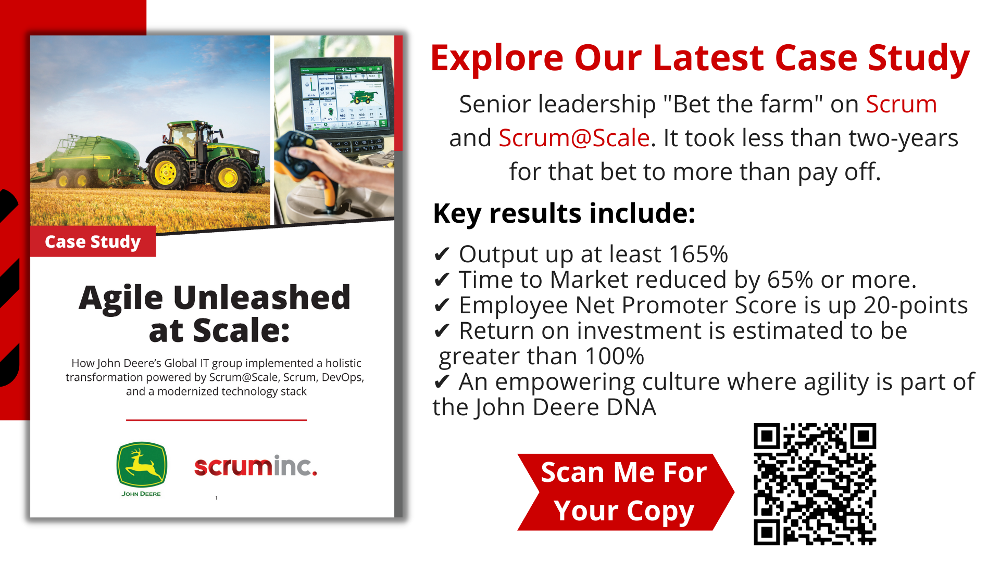 Case Study
Agile Unleashed
at Scale:
How John Deere’s Global IT group implemented a holistic
transformation powered by Scrum@Scale, Scrum, DevOps,
and a modernized technology stack
JOHN DEERE
scruminc.
1
Explore Our Latest Case Study
Senior leadership "Bet the farm" on Scrum
and Scrum@Scale. It took less than two-years
for that bet to more than pay off.
Key results include:
✔ Output up at least 165%
✔ Time to Market reduced by 65% or more.
✔ Employee Net Promoter Score is up 20-points
✔ Return on investment is estimated to be
greater than 100%
✔ An empowering culture where agility is part of
the John Deere DNA
Scan Me For
Your Copy